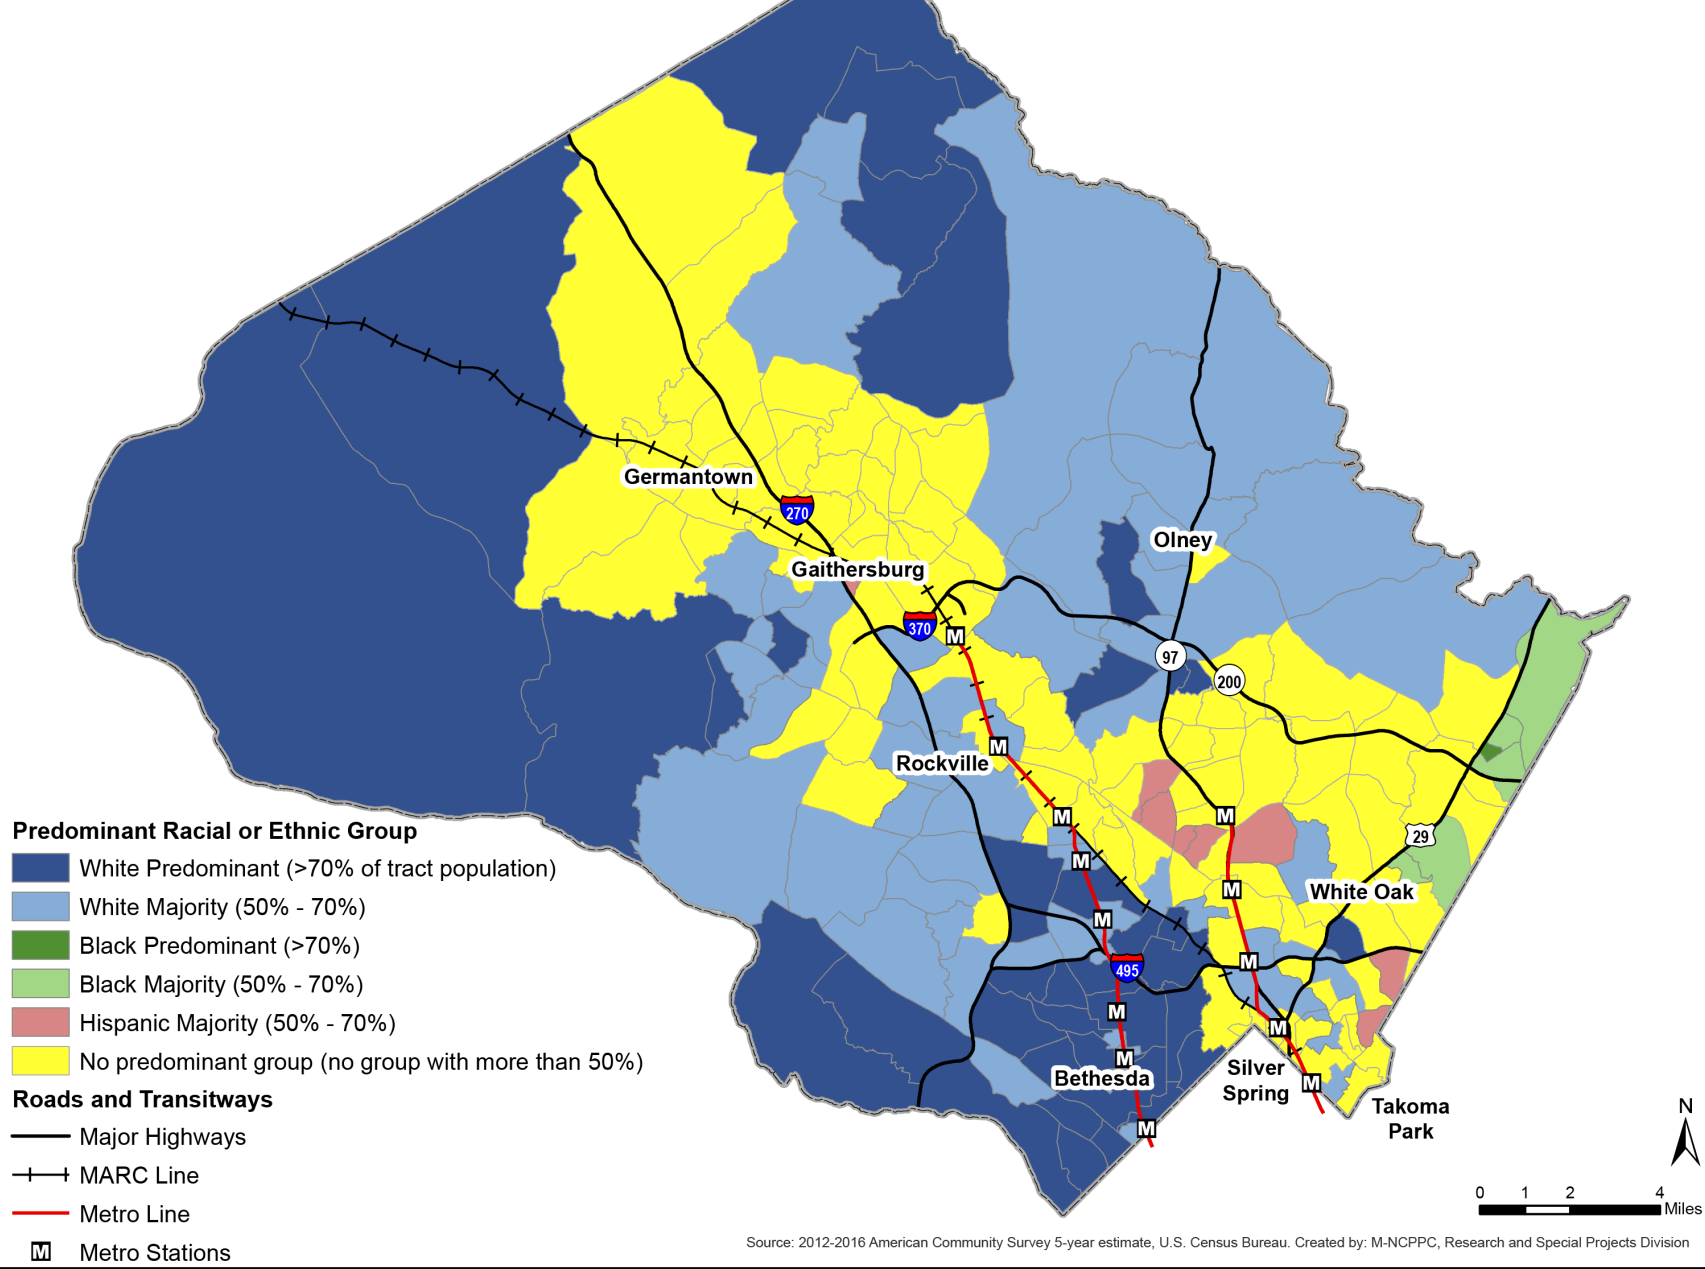 Germantown
270
Gaithersburg
370
Olney
97
200
Rockville
29
White Oak
495
Bethesda
Silver
Spring
Takoma
Park
M
M
M
M
M
M
M
M
M
M
M
M
M
Predominant Racial or Ethnic Group
White Predominant (>70% of tract population)
White Majority (50% - 70%)
Black Predominant (>70%)
Black Majority (50% - 70%)
Hispanic Majority (50% - 70%)
No predominant group (no group with more than 50%)
Roads and Transitways
Major Highways
MARC Line
Metro Line
M Metro Stations
N
0 1 2 4
Miles
Source: 2012-2016 American Community Survey 5-year estimate, U.S. Census Bureau. Created by: M-NCPPC, Research and Special Projects Division